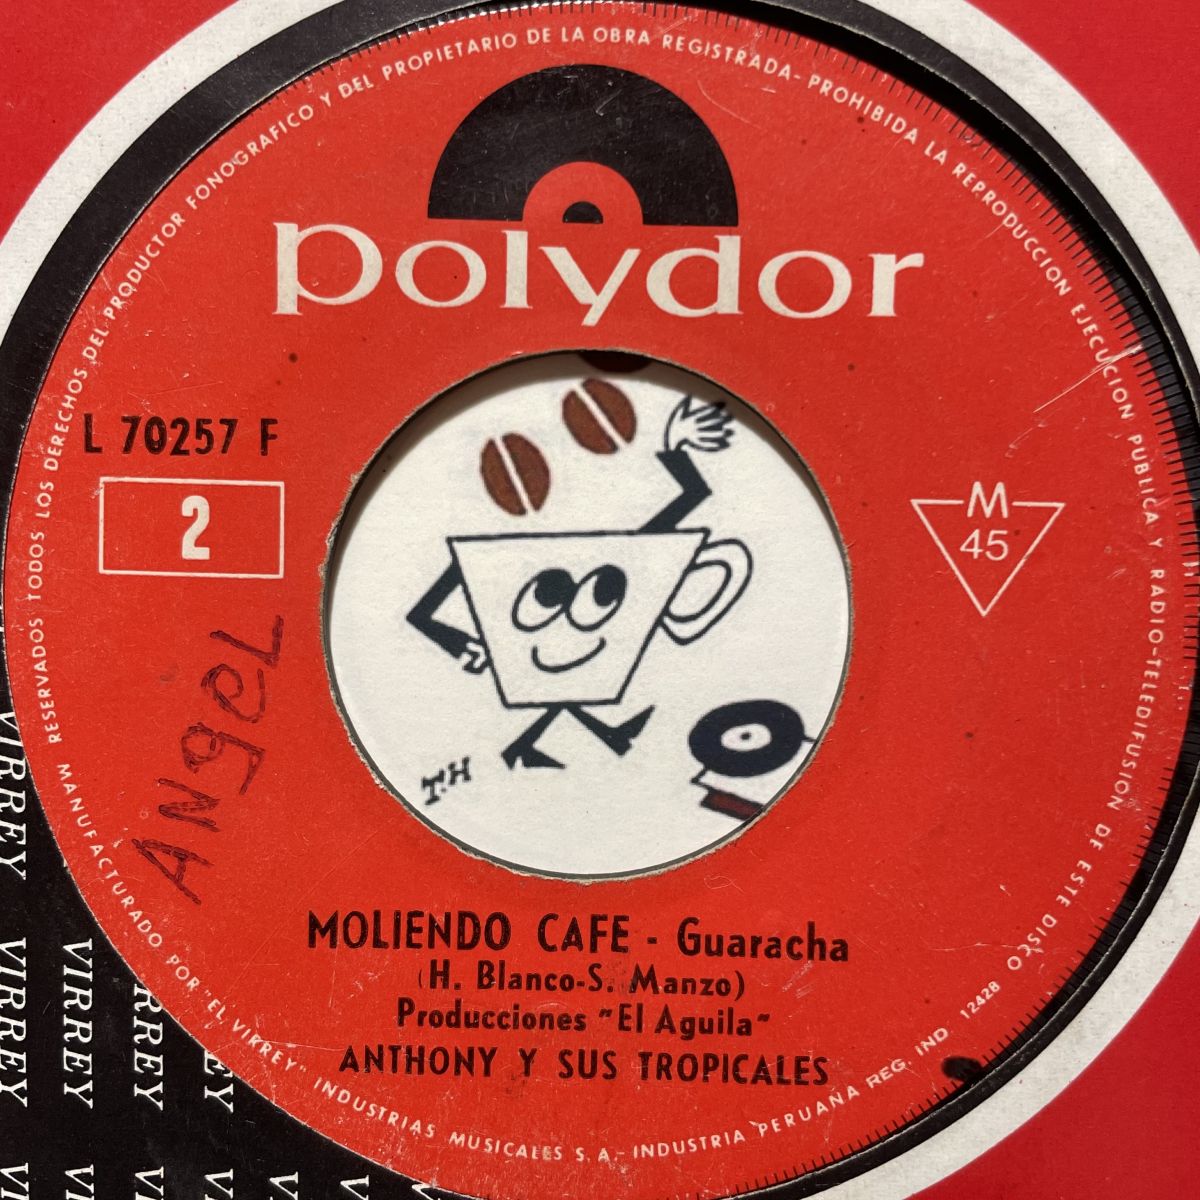 RESERVADOS TODOS LOS DERECHOS DEL PRODUCTOR FONOGRAFICO Y DEL PROPIETARIO DE LA OBRA REGISTRADA- PROHIBIDA LA REPRODUCCION EJECUCION PUBLICA Y RADIO-TELEDIFUSION DE ESTE DISCO
polydor
L 70257 F
2
M
45
ANgeL
T.H
MOLIENDO CAFE - Guaracha
(H. Blanco-S. Manzo)
Producciones "El Aguila"
ANTHONY Y SUS TROPICALES
MANUFACTURADO POR "EL VIRREY" INDUSTRIAS MUSICALES S.A.- INDUSTRIA PERUANA REG. IND. 12428
VIRREY VIRREY
VIRREY